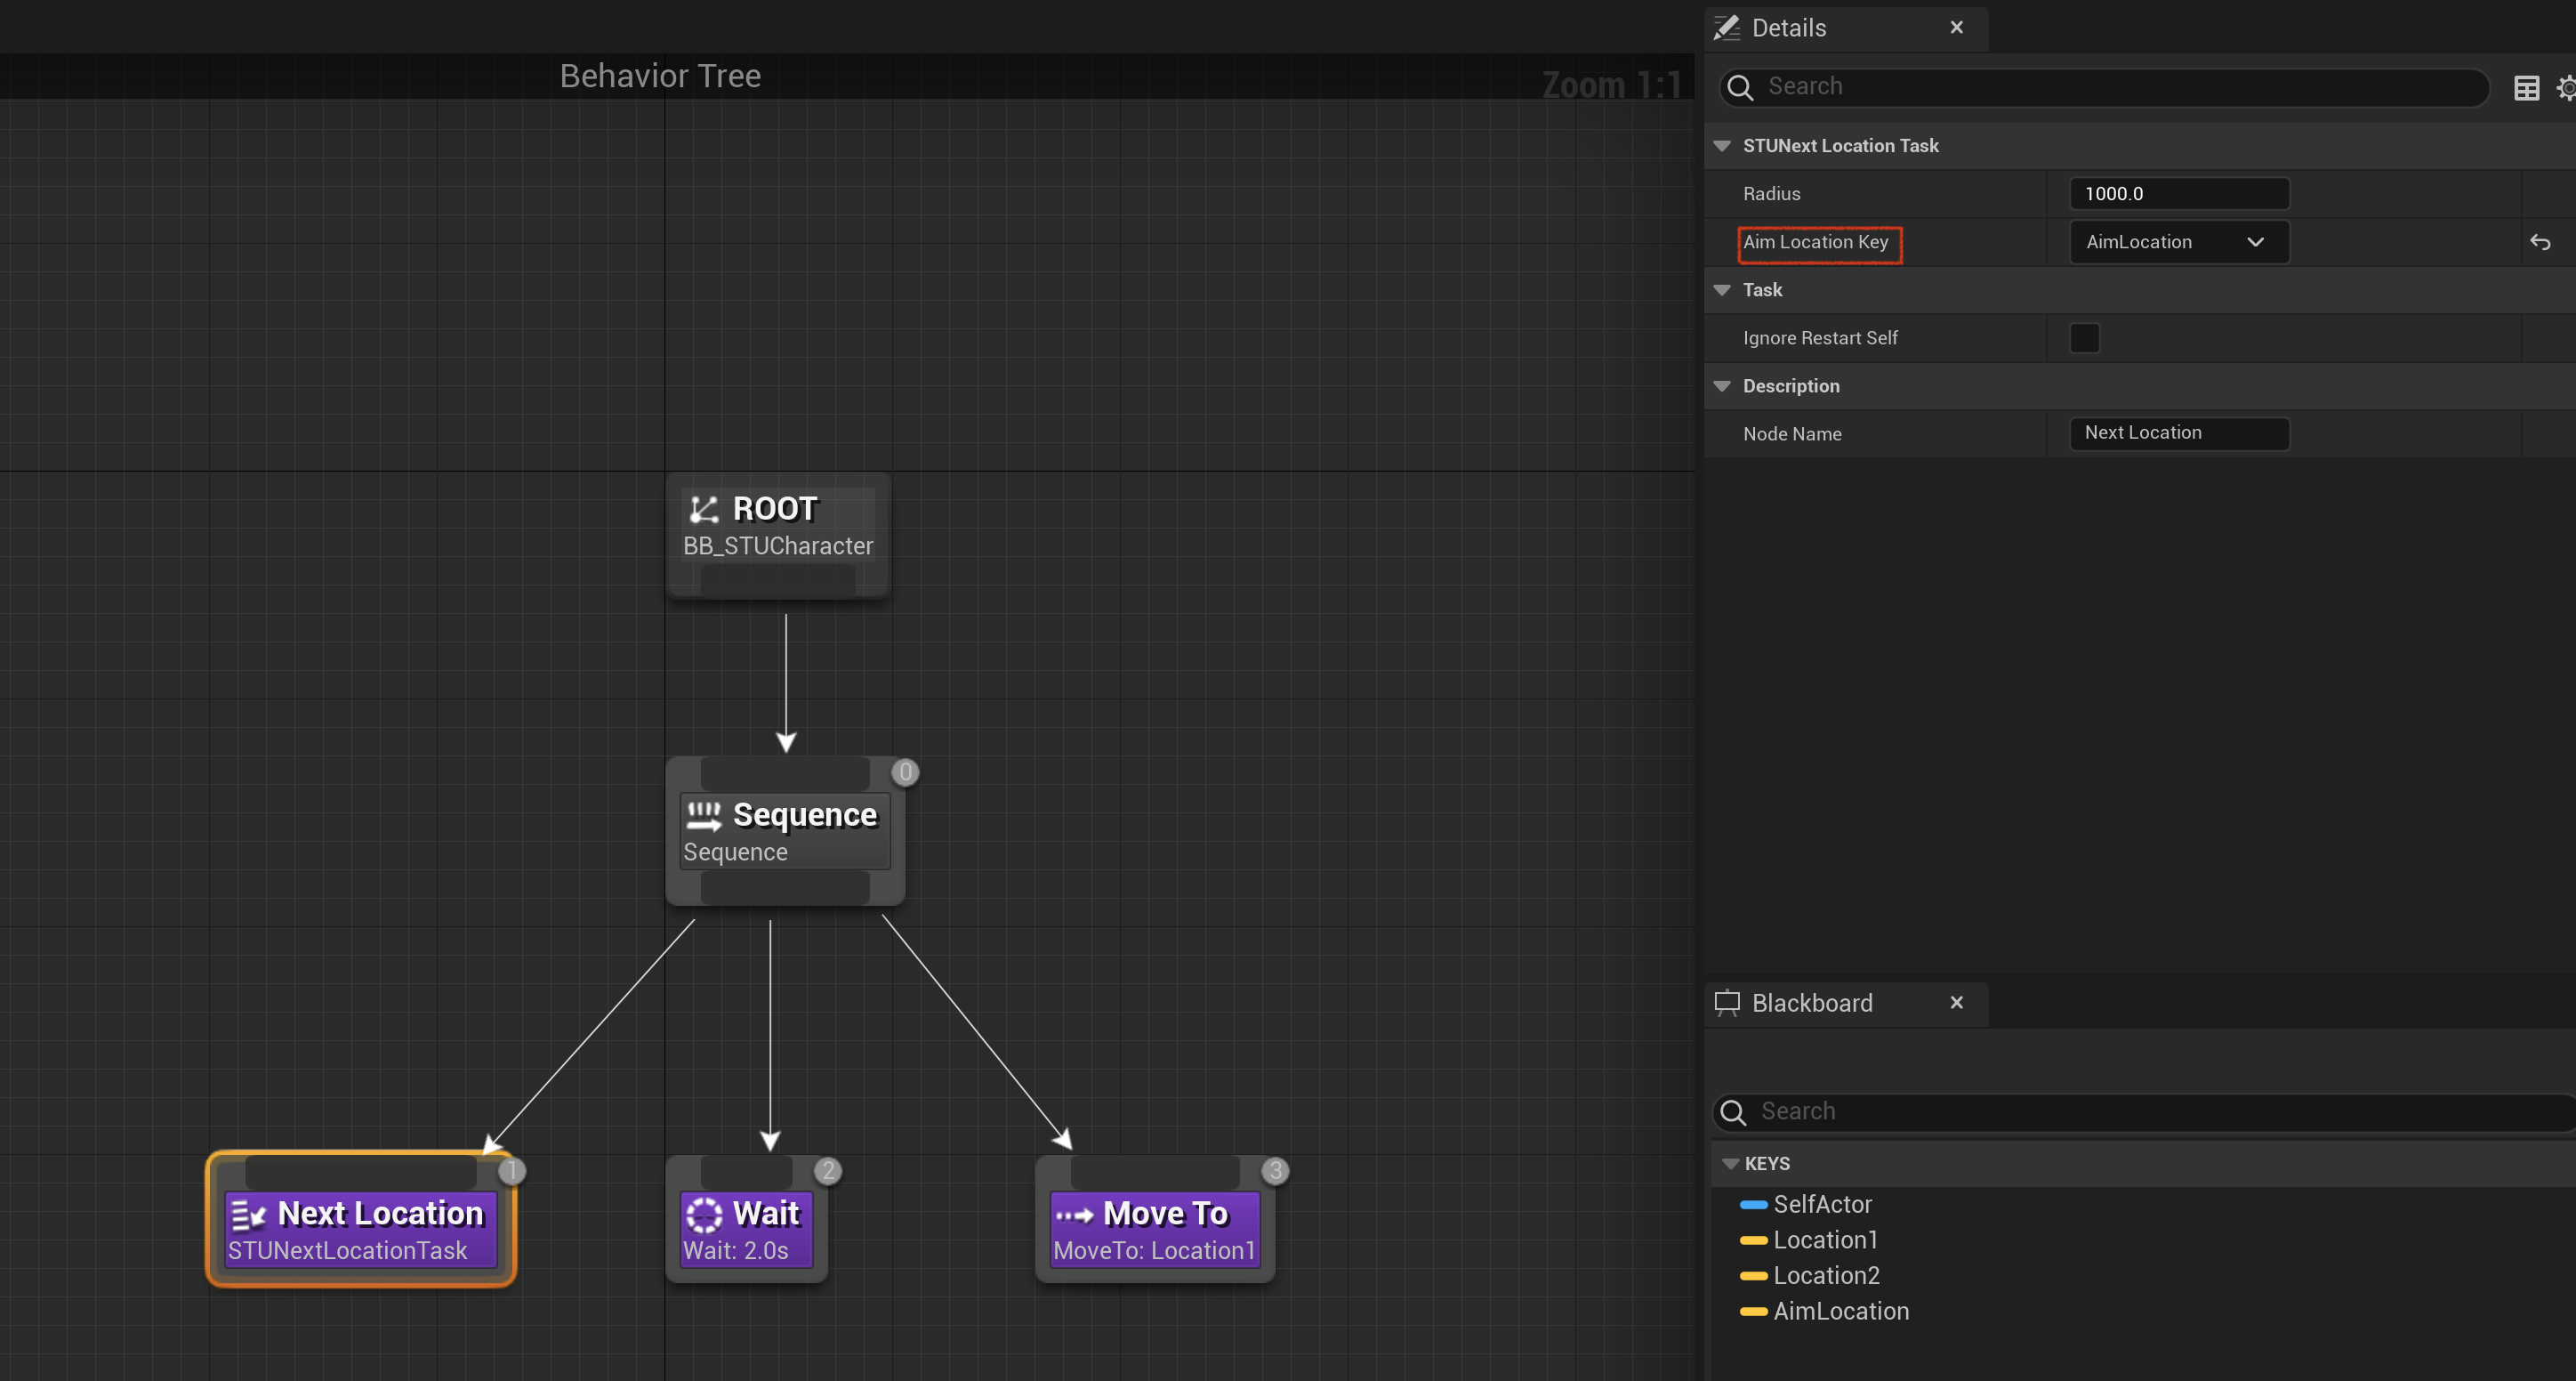 Behavior Tree
Zoom 1:1
ROOT
BB_STUCharacter
0
Sequence
Sequence
1
Next Location
STUNextLocationTask
2
Wait
Wait: 2.0s
3
Move To
MoveTo: Location1
Details
Search
STUNext Location Task
Radius
1000.0
Aim Location Key
AimLocation
Task
Ignore Restart Self
Description
Node Name
Next Location
Blackboard
Search
KEYS
SelfActor
Location1
Location2
AimLocation